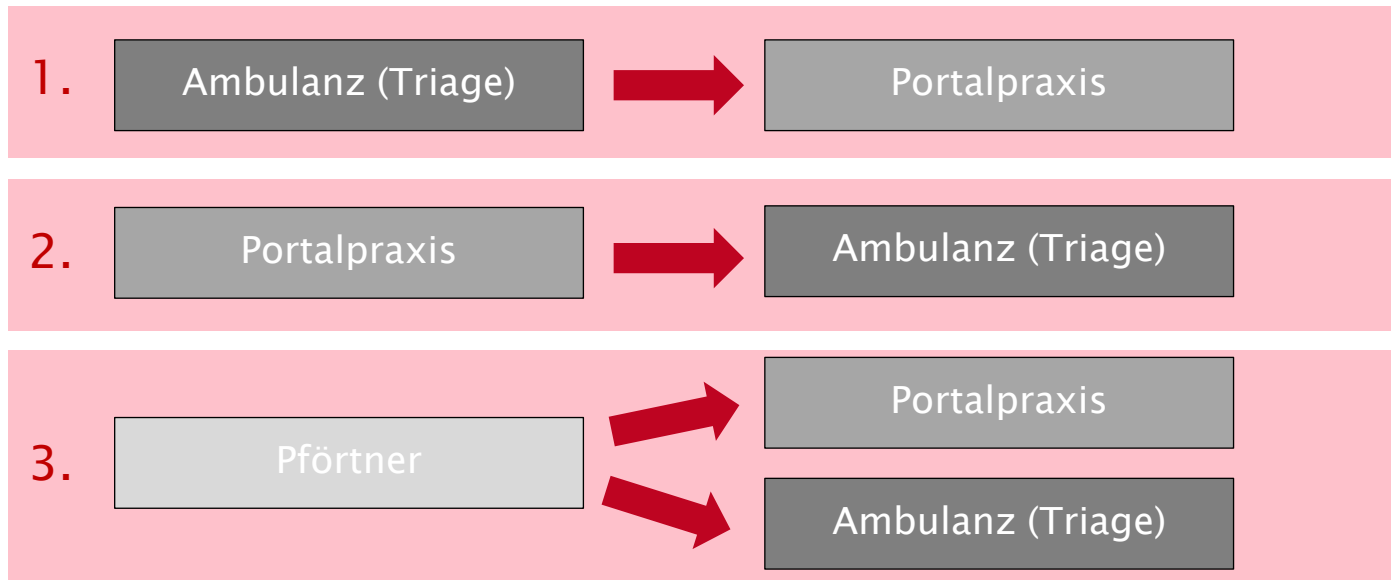 1.
Ambulanz (Triage)
Portalpraxis
2.
Portalpraxis
Ambulanz (Triage)
3.
Pförtner
Portalpraxis
Ambulanz (Triage)